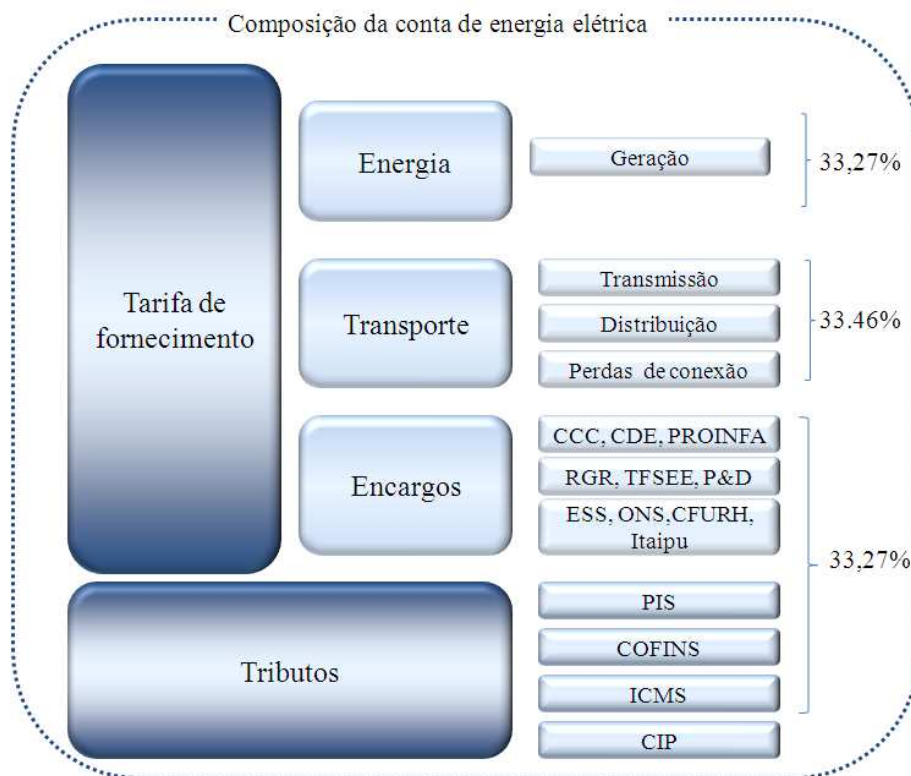 Composição da conta de energia elétrica
Tarifa de
fornecimento
Energia
Geração
33,27%
Transporte
Transmissão
Distribuição
Perdas de conexão
33.46%
Encargos
CCC, CDE, PROINFA
RGR, TFSEE, P&D
ESS, ONS,CFURH,
Itaipu
33,27%
Tributos
PIS
COFINS
ICMS
CIP